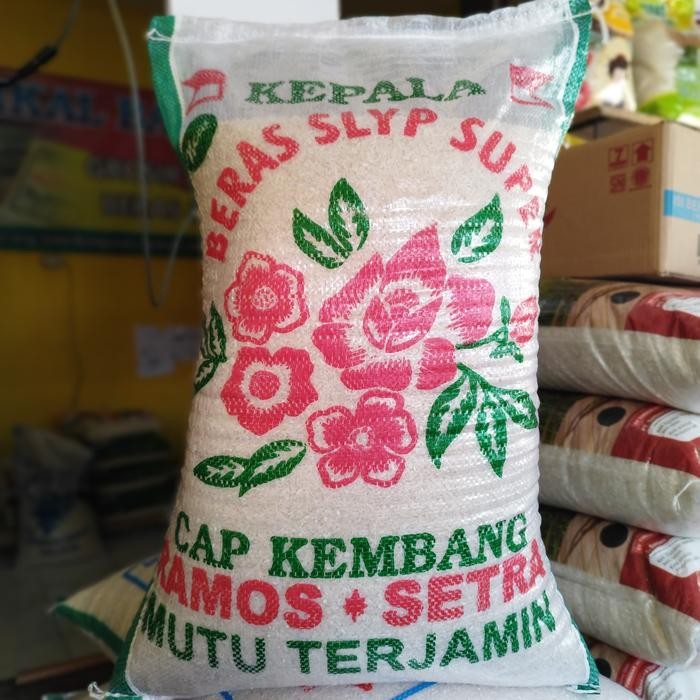 KEPALA
BERAS SLYP SUPER
CAP KEMBANG
RAMOS * SETRA
MUTU TERJAMIN